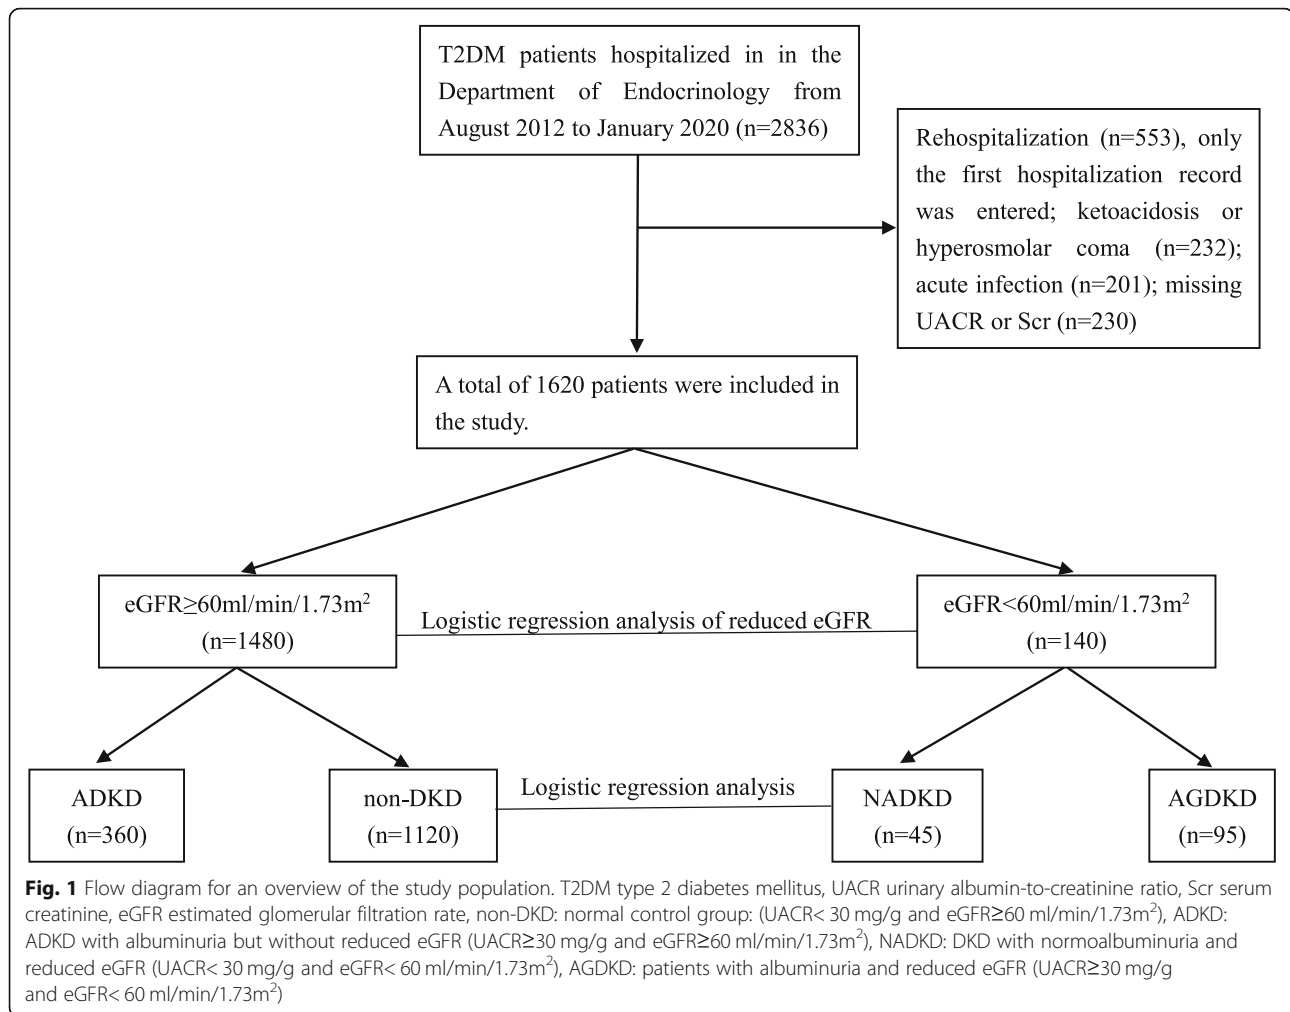 T2DM patients hospitalized in in the
Department of Endocrinology from
August 2012 to January 2020 (n=2836)
Rehospitalization (n=553), only
the first hospitalization record
was entered; ketoacidosis or
hyperosmolar coma (n=232);
acute infection (n=201); missing
UACR or Scr (n=230)
A total of 1620 patients were included in
the study.
eGFR≥60ml/min/1.73m²
(n=1480)
Logistic regression analysis of reduced eGFR
eGFR<60ml/min/1.73m²
(n=140)
ADKD
(n=360)
non-DKD
(n=1120)
Logistic regression analysis
NADKD
(n=45)
AGDKD
(n=95)
Fig. 1 Flow diagram for an overview of the study population. T2DM type 2 diabetes mellitus, UACR urinary albumin-to-creatinine ratio, Scr serum
creatinine, eGFR estimated glomerular filtration rate, non-DKD: normal control group: (UACR< 30 mg/g and eGFR≥60 ml/min/1.73m²), ADKD:
ADKD with albuminuria but without reduced eGFR (UACR≥30 mg/g and eGFR≥60 ml/min/1.73m²), NADKD: DKD with normoalbuminuria and
reduced eGFR (UACR< 30 mg/g and eGFR< 60 ml/min/1.73m²), AGDKD: patients with albuminuria and reduced eGFR (UACR≥30 mg/g
and eGFR< 60 ml/min/1.73m²)